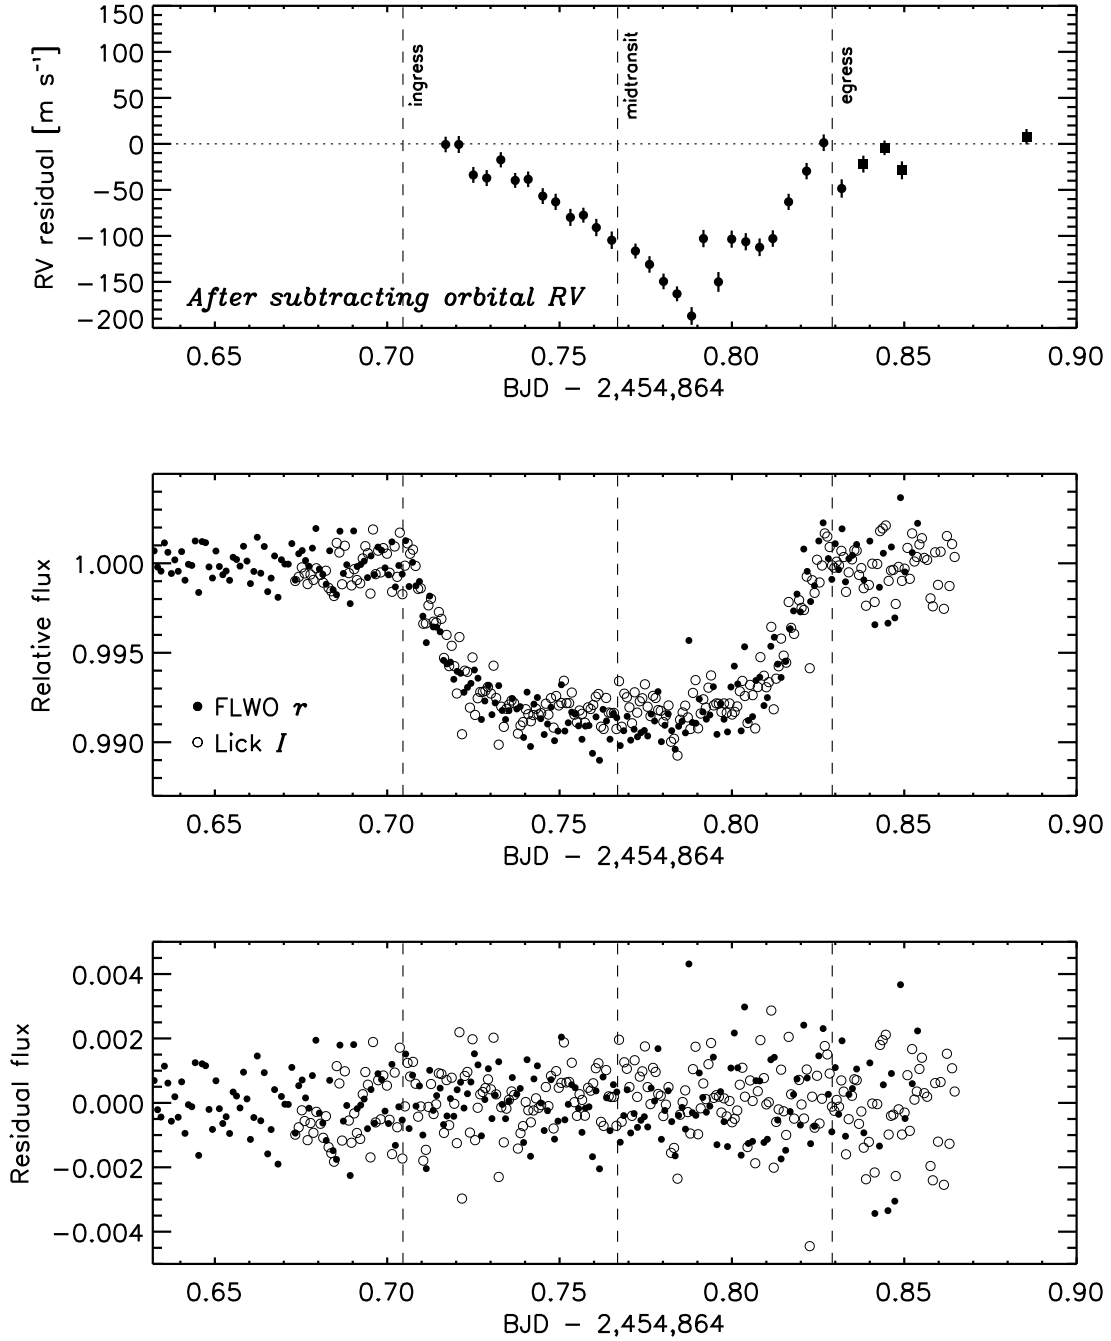 150
100
50
0
−50
−100
−150
−200
RV residual [m s⁻¹]
ingress
midtransit
egress
After subtracting orbital RV
0.65 0.70 0.75 0.80 0.85 0.90
BJD − 2,454,864
1.000
0.995
0.990
Relative flux
FLWO r
Lick I
0.65 0.70 0.75 0.80 0.85 0.90
BJD − 2,454,864
0.004
0.002
0.000
−0.002
−0.004
Residual flux
0.65 0.70 0.75 0.80 0.85 0.90
BJD − 2,454,864